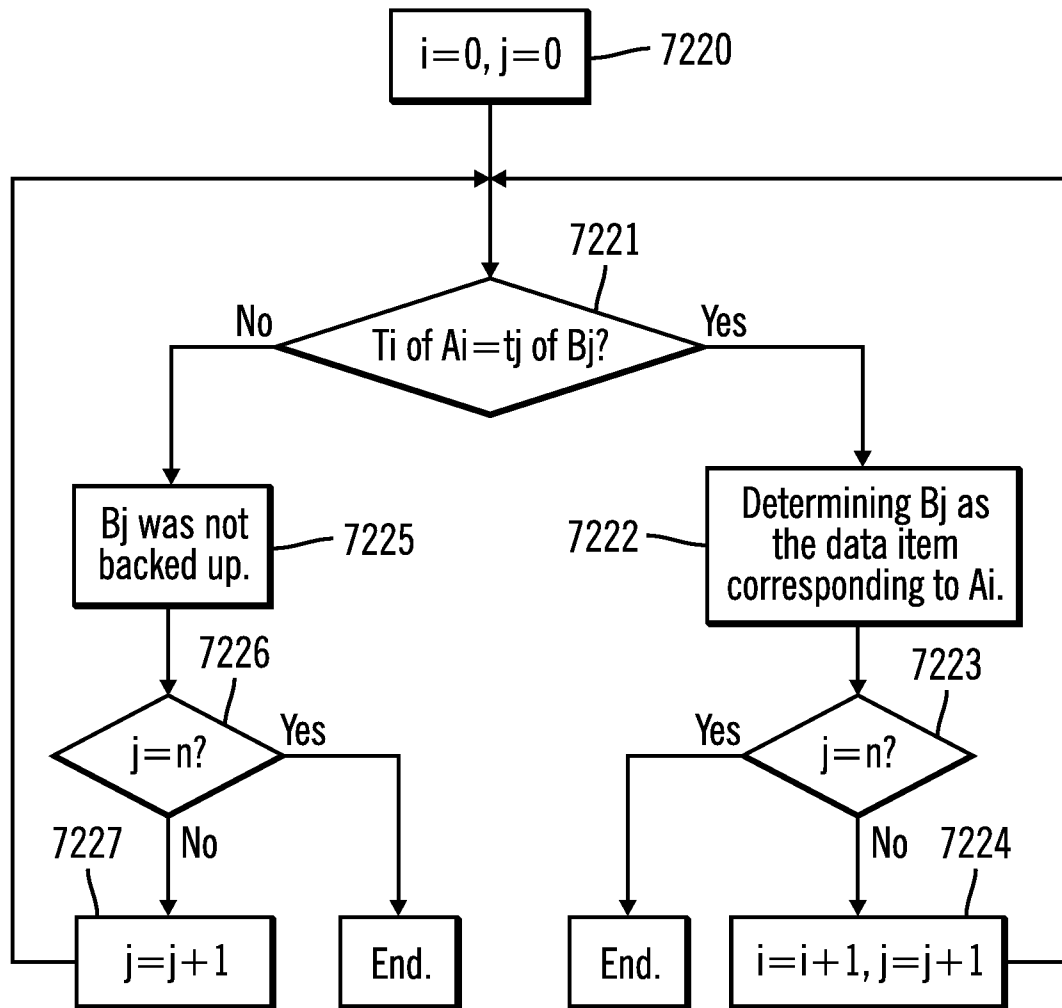 i=0, j=0
7220
7221
No
Ti of Ai=tj of Bj?
Yes
Bj was not
backed up.
7225
7222
Determining Bj as
the data item
corresponding to Ai.
7226
j=n?
Yes
7223
Yes
j=n?
7227
No
No
7224
j=j+1
End.
End.
i=i+1, j=j+1